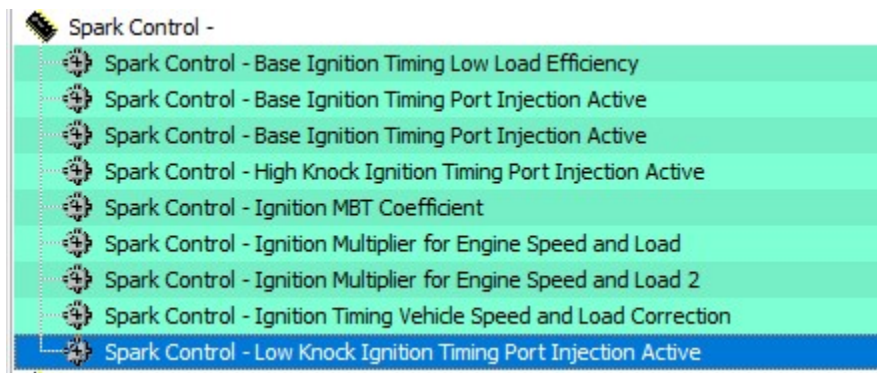 Spark Control -
Spark Control - Base Ignition Timing Low Load Efficiency
Spark Control - Base Ignition Timing Port Injection Active
Spark Control - Base Ignition Timing Port Injection Active
Spark Control - High Knock Ignition Timing Port Injection Active
Spark Control - Ignition MBT Coefficient
Spark Control - Ignition Multiplier for Engine Speed and Load
Spark Control - Ignition Multiplier for Engine Speed and Load 2
Spark Control - Ignition Timing Vehicle Speed and Load Correction
Spark Control - Low Knock Ignition Timing Port Injection Active